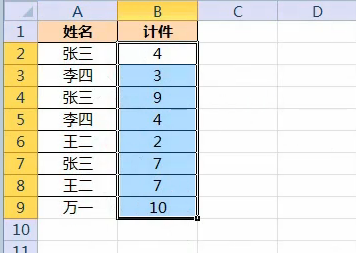 A B C D
1 姓名 计件
2 张三 4
3 李四 3
4 张三 9
5 李四 4
6 王二 2
7 张三 7
8 王二 7
9 万一 10
10
11